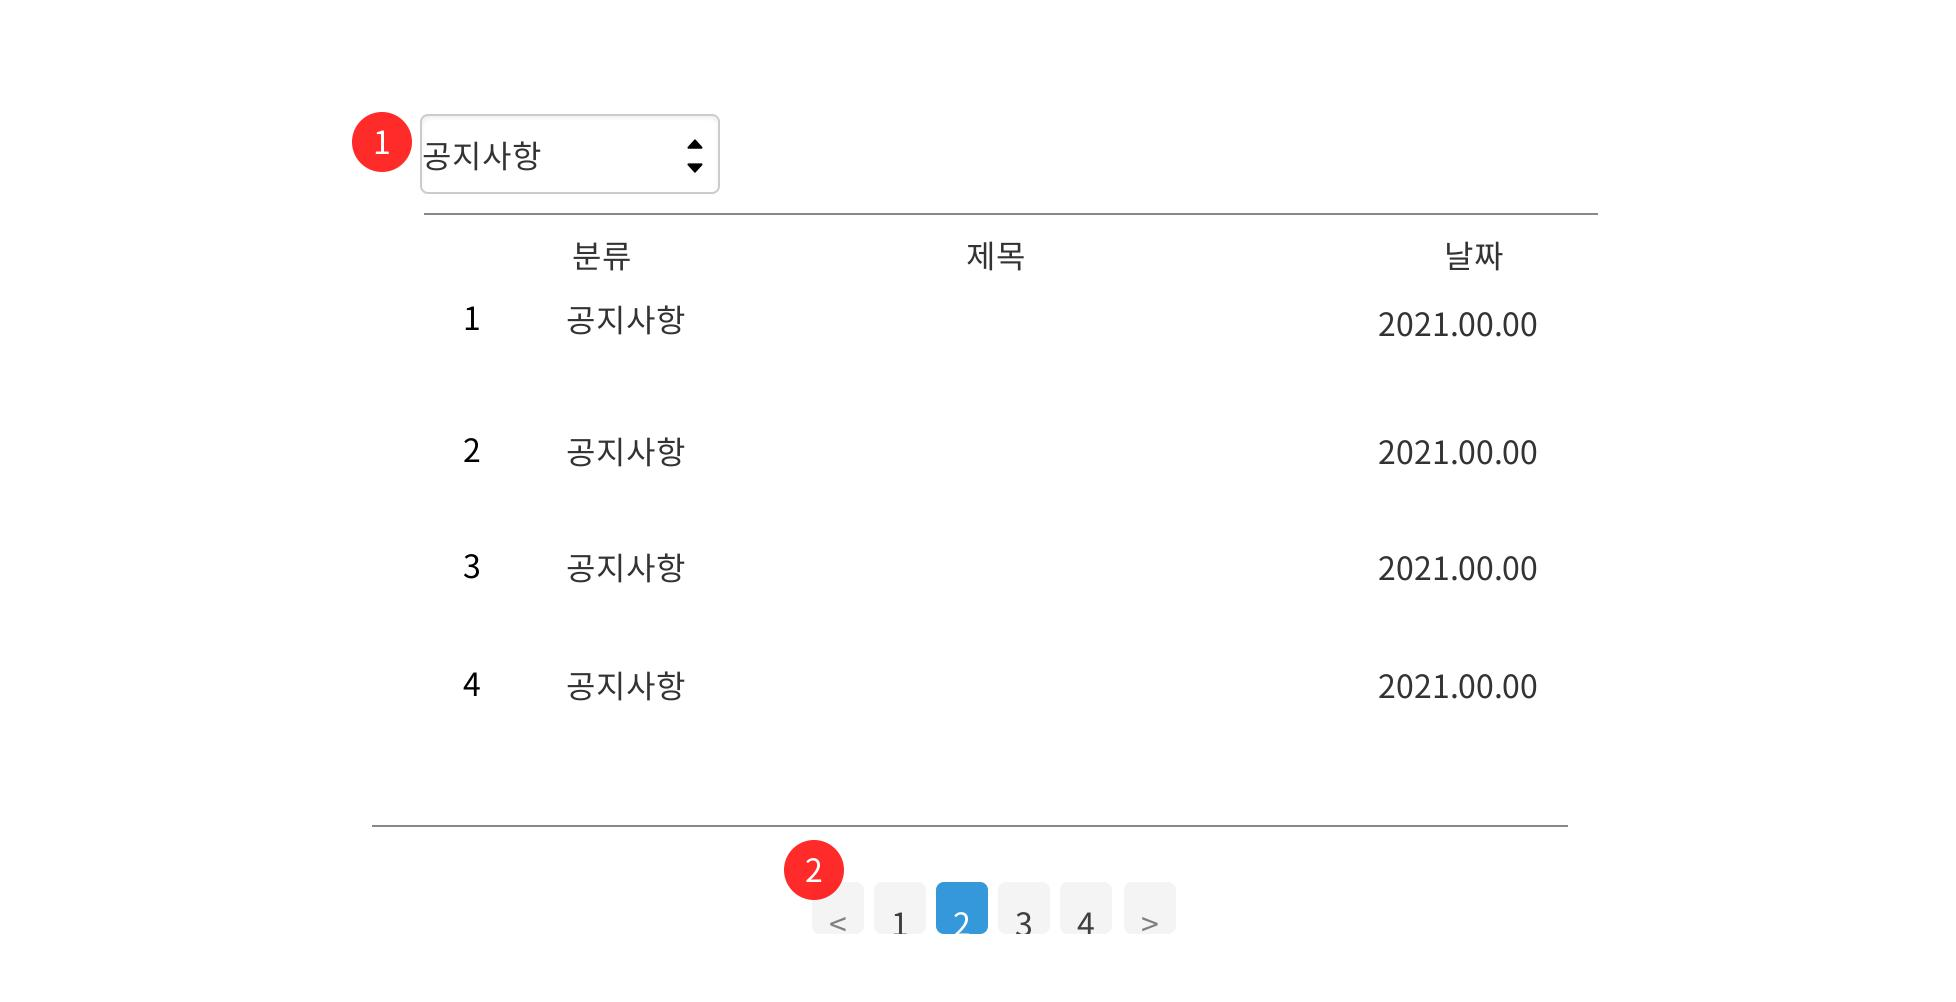 1 공지사항
분류 제목 날짜
1 공지사항 2021.00.00
2 공지사항 2021.00.00
3 공지사항 2021.00.00
4 공지사항 2021.00.00
2
< 1 2 3 4 >